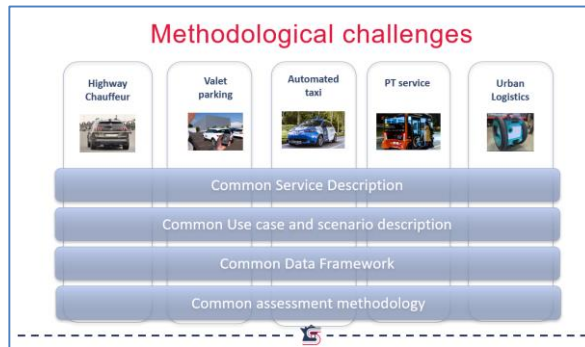 Methodological challenges
Highway
Chauffeur
Valet
parking
Automated
taxi
PT service
Urban
Logistics
Common Service Description
Common Use case and scenario description
Common Data Framework
Common assessment methodology